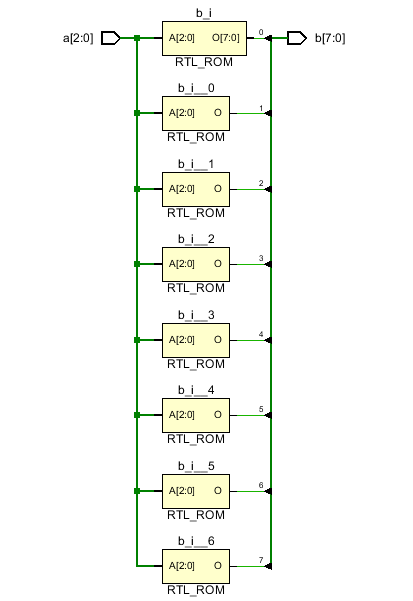 b_i
a[2:0] A[2:0] O[7:0] 0 b[7:0]
RTL_ROM
b_i__0
A[2:0] O 1
RTL_ROM
b_i__1
A[2:0] O 2
RTL_ROM
b_i__2
A[2:0] O 3
RTL_ROM
b_i__3
A[2:0] O 4
RTL_ROM
b_i__4
A[2:0] O 5
RTL_ROM
b_i__5
A[2:0] O 6
RTL_ROM
b_i__6
A[2:0] O 7
RTL_ROM